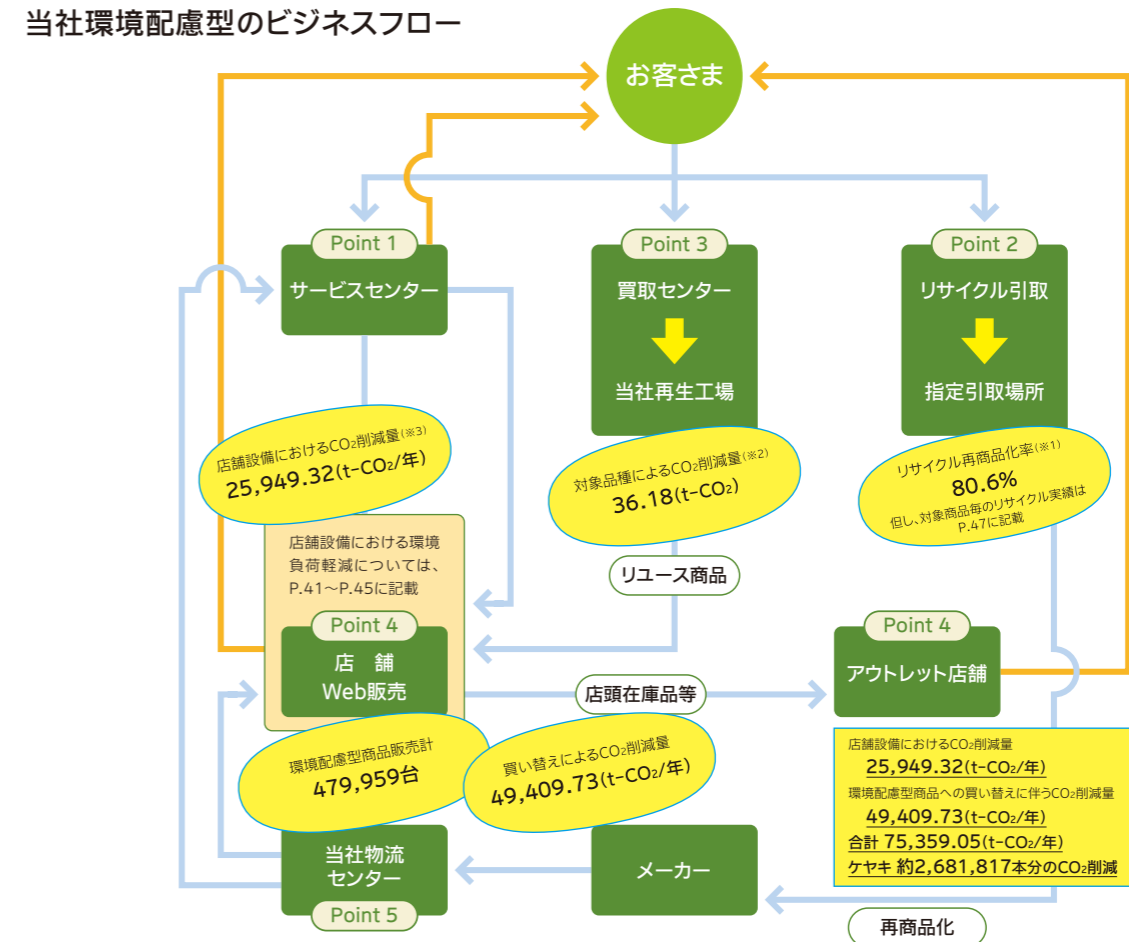 当社環境配慮型のビジネスフロー
お客さま
Point 1
サービスセンター
Point 3
買取センター
当社再生工場
Point 2
リサイクル引取
指定引取場所
店舗設備におけるCO₂削減量(※3)
25,949.32(t-CO₂/年)
対象品種によるCO₂削減量(※2)
36.18(t-CO₂)
リサイクル再商品化率(※1)
80.6%
但し、対象商品毎のリサイクル実績は
P.47に記載
店舗設備における環境
負荷軽減については、
P.41〜P.45に記載
リユース商品
Point 4
店 舗
Web販売
店頭在庫品等
Point 4
アウトレット店舗
環境配慮型商品販売計
479,959台
買い替えによるCO₂削減量
49,409.73(t-CO₂/年)
店舗設備におけるCO₂削減量
25,949.32(t-CO₂/年)
環境配慮型商品への買い替えに伴うCO₂削減量
49,409.73(t-CO₂/年)
合計 75,359.05(t-CO₂/年)
ケヤキ 約2,681,817本分のCO₂削減
当社物流
センター
Point 5
メーカー
再商品化